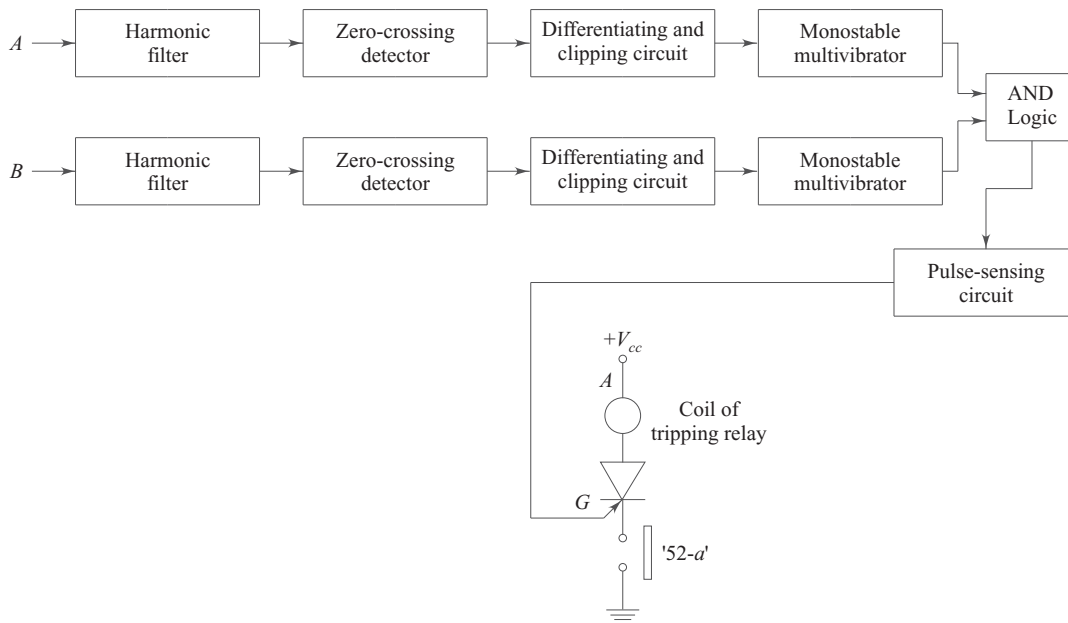 A
Harmonic
filter
Zero-crossing
detector
Differentiating and
clipping circuit
Monostable
multivibrator
AND
Logic
B
Harmonic
filter
Zero-crossing
detector
Differentiating and
clipping circuit
Monostable
multivibrator
Pulse-sensing
circuit
+Vcc
A
Coil of
tripping relay
G
'52-a'